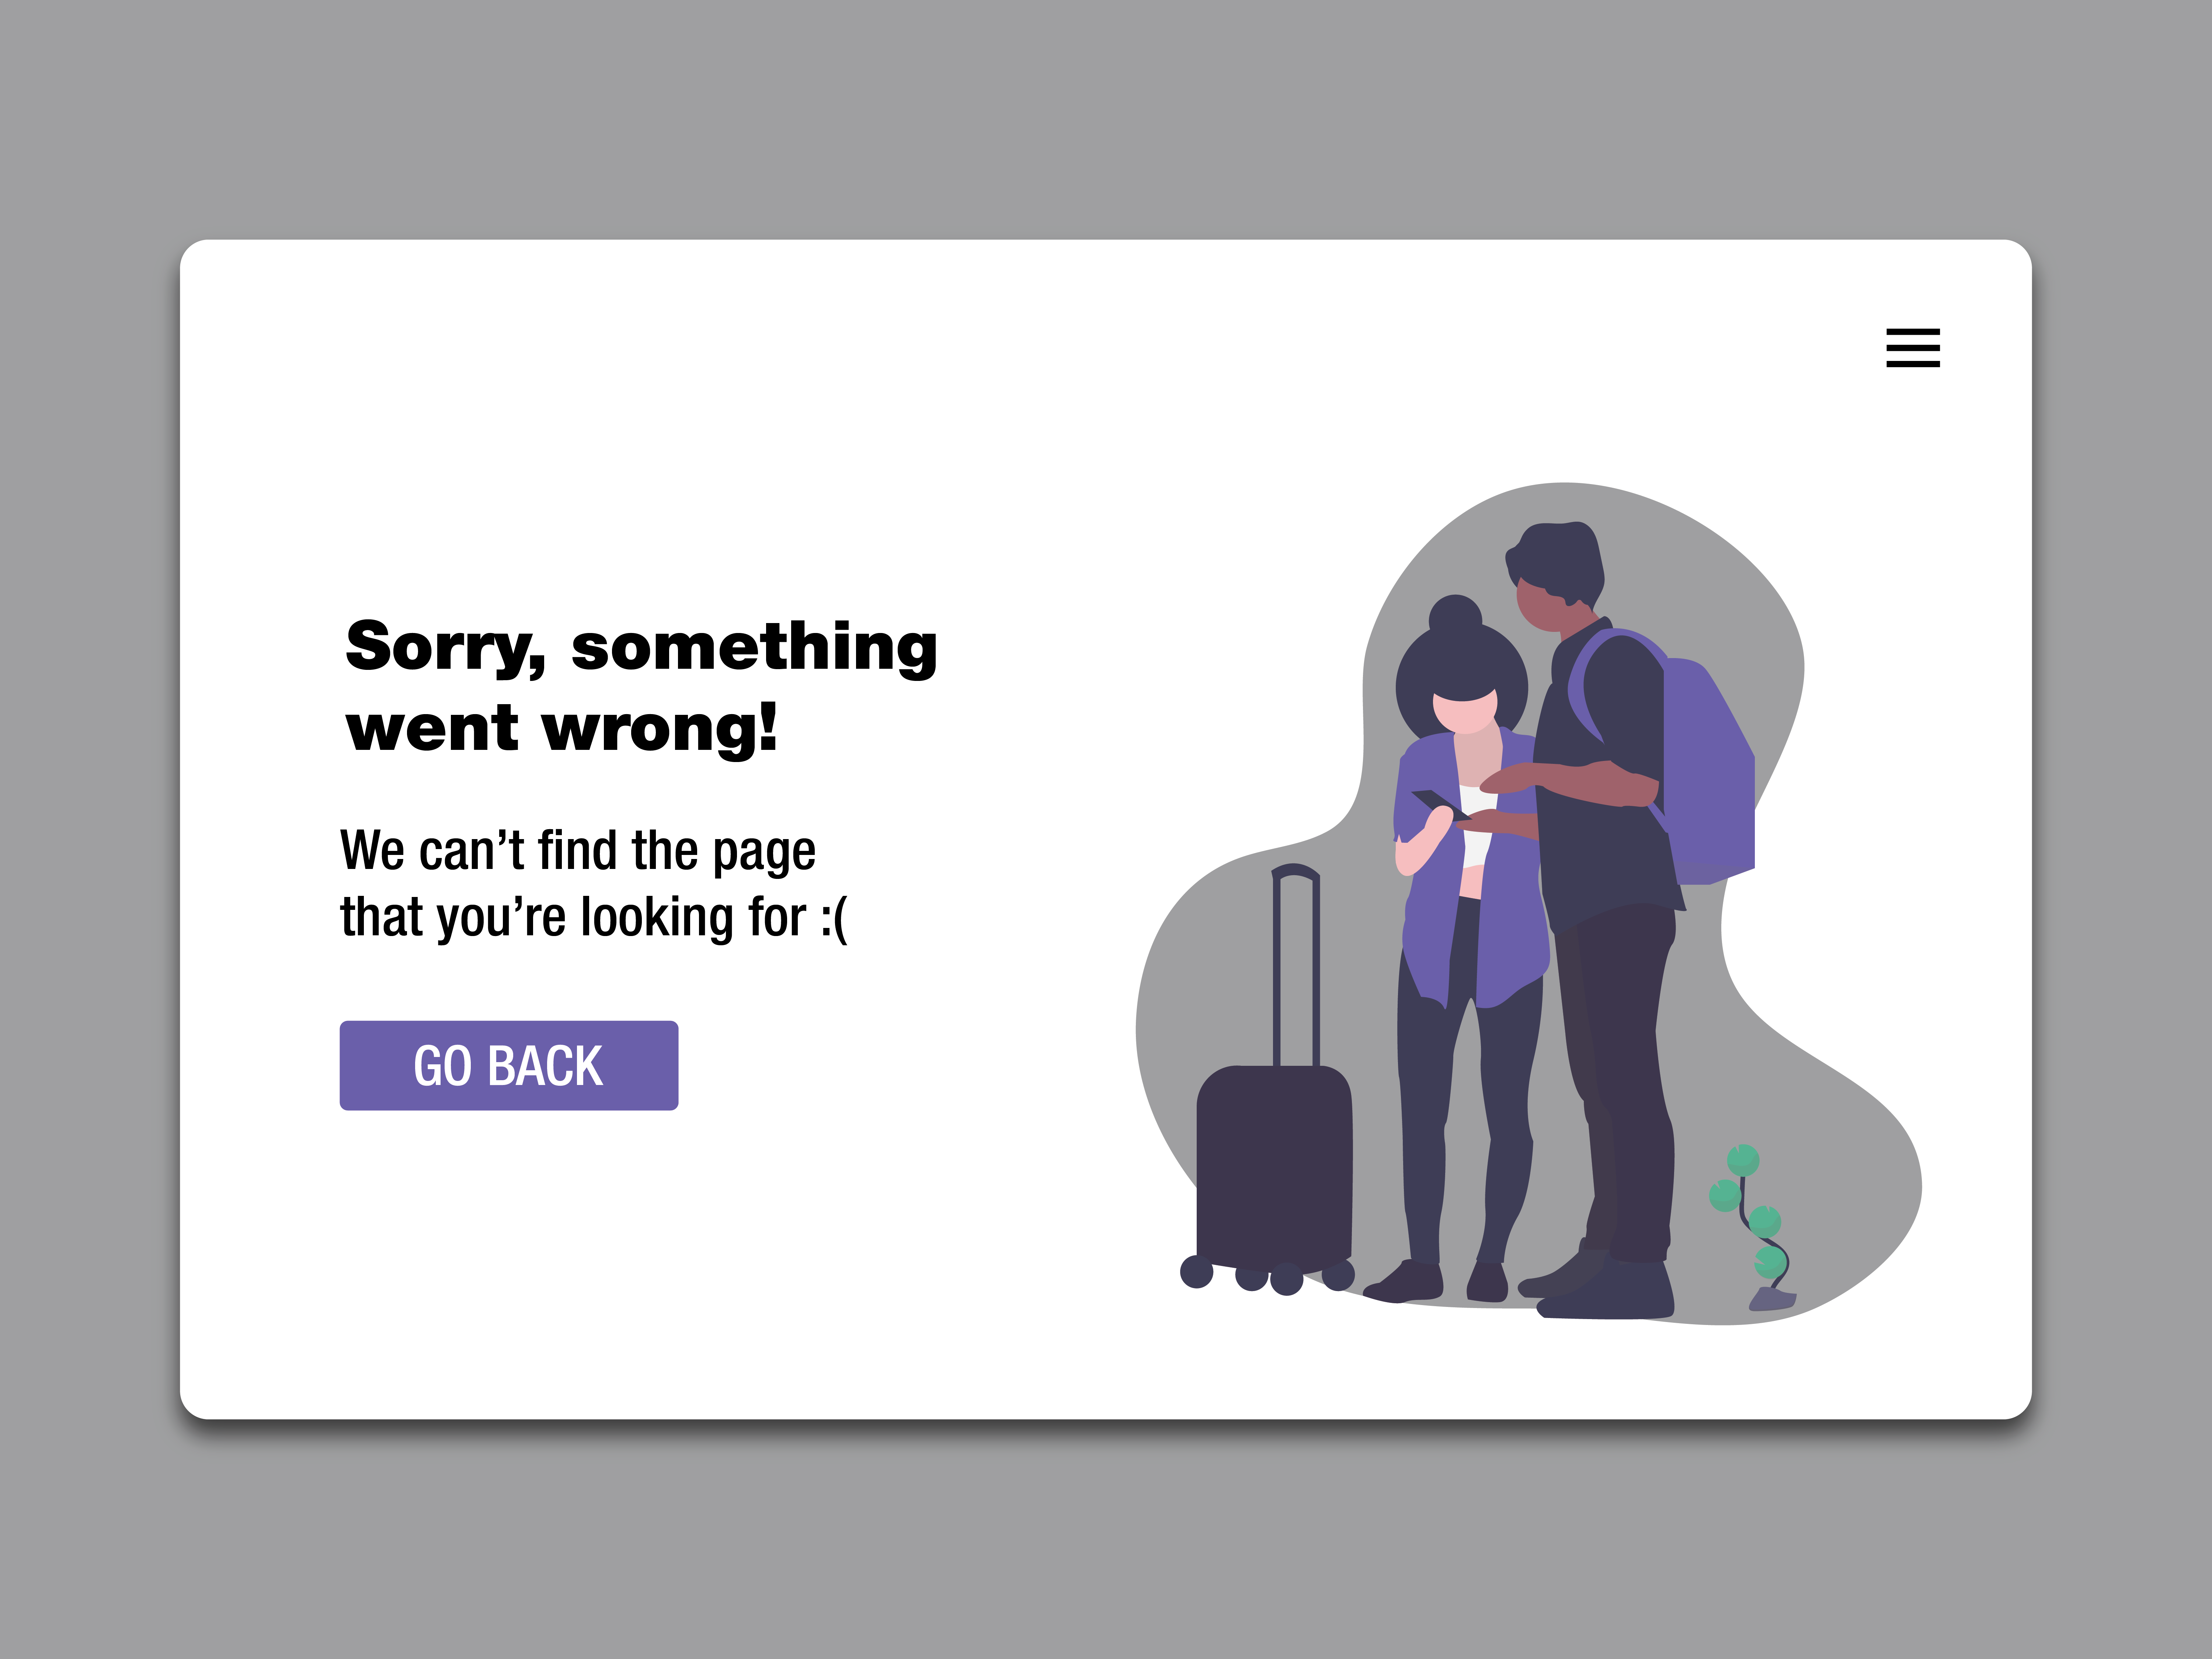 Sorry, something
went wrong!
We can’t find the page
that you’re looking for :(
GO BACK